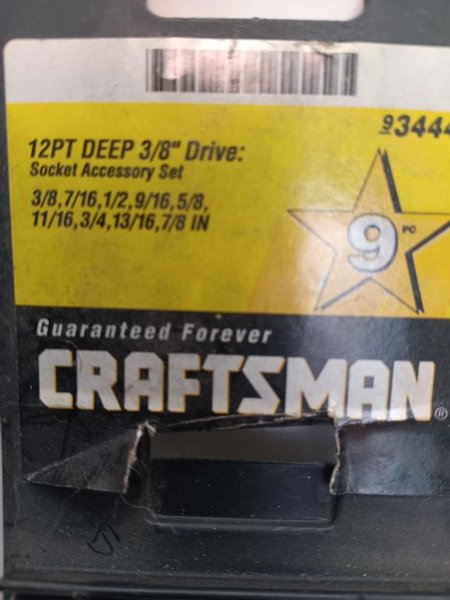 93444
12PT DEEP 3/8" Drive:
Socket Accessory Set
3/8,7/16,1/2,9/16,5/8,
11/16,3/4,13/16,7/8 IN
9 PC
Guaranteed Forever
CRAFTSMAN®